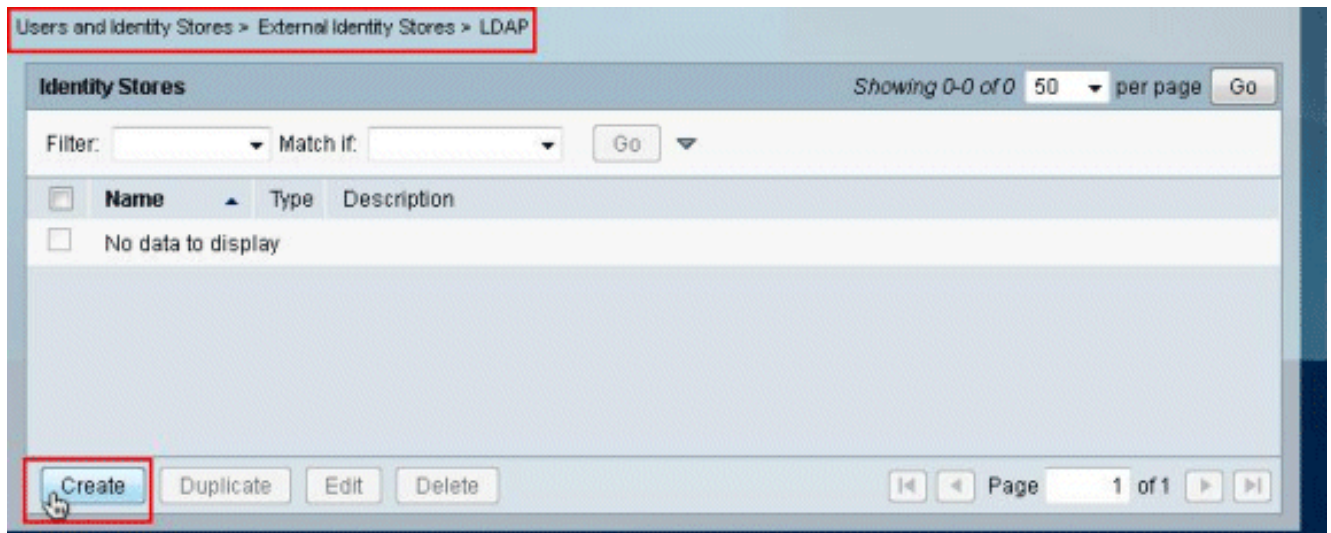 Users and Identity Stores > External Identity Stores > LDAP
Identity Stores Showing 0-0 of 0 50 per page Go
Filter: Match if: Go
Name Type Description
No data to display
Create Duplicate Edit Delete Page 1 of 1